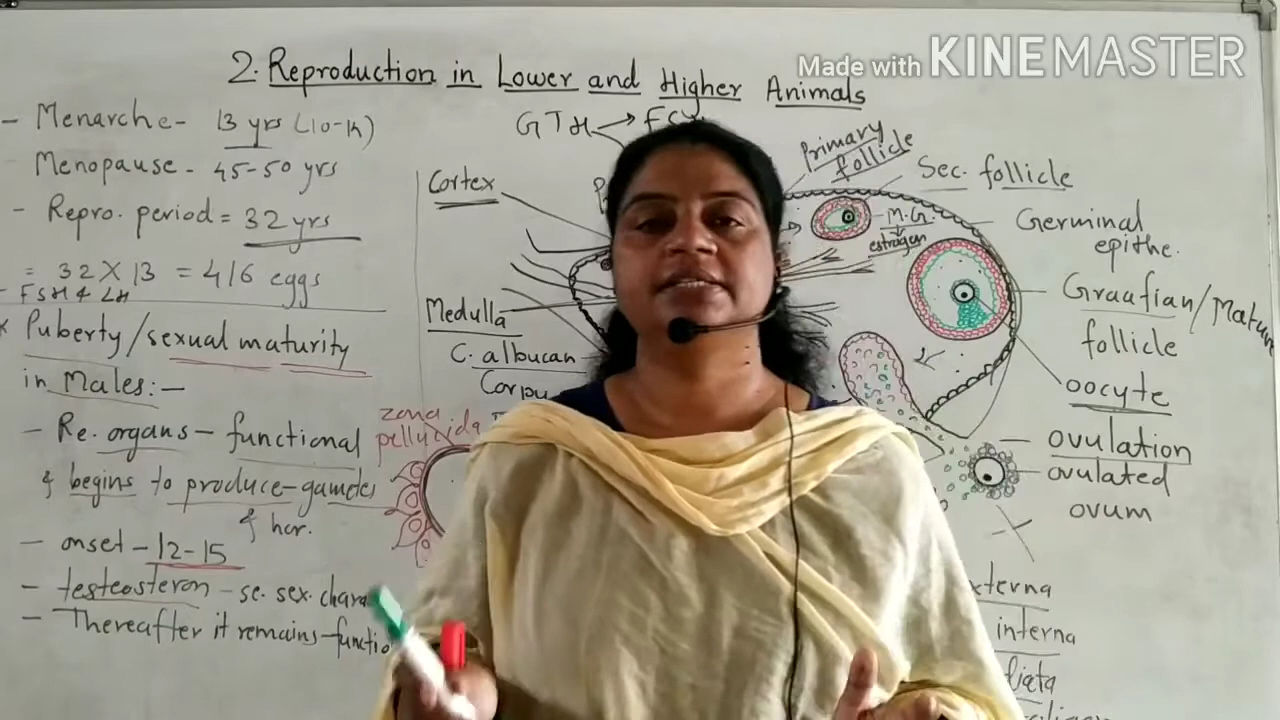 Made with KINEMASTER
2. Reproduction in Lower and Higher Animals
- Menarche - 13 yrs (10-14)
Menopause - 45-50 yrs
- Repro. period = 32 yrs
= 32 X 13 = 416 eggs
FSH & LH
Puberty/sexual maturity
in Males:-
- Re. organs - functional
& begins to produce - gametes
& hor.
- onset - 12-15
- testeosteron - se. sex. chara
- Thereafter it remains - functio
GTH
Cortex
Medulla
C. albucan
Corpu
zona
pellucida
Primary
follicle
Sec. follicle
M.G.
estrogen
Germinal
epithe.
Graafian/Mature
follicle
oocyte
ovulation
ovulated
ovum
xterna
interna